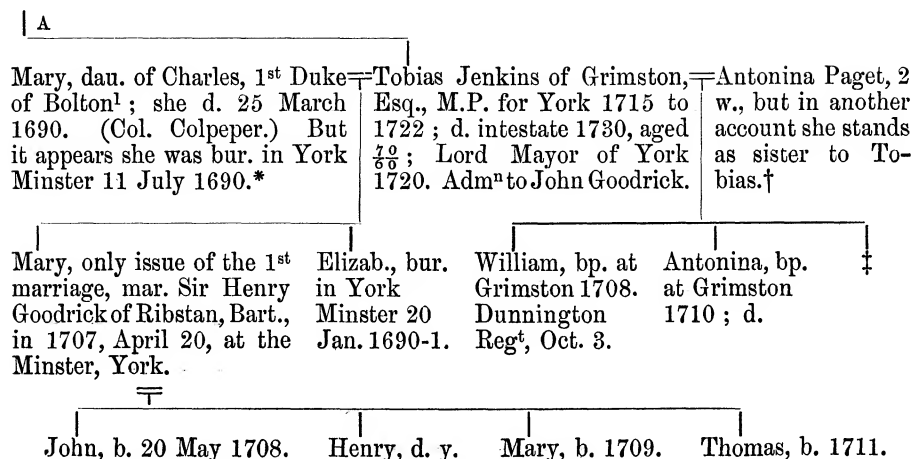 A
Mary, dau. of Charles, 1st Duke
of Bolton1 ; she d. 25 March
1690. (Col. Colpeper.) But
it appears she was bur. in York
Minster 11 July 1690.*
Tobias Jenkins of Grimston,
Esq., M.P. for York 1715 to
1722 ; d. intestate 1730, aged
70/60 ; Lord Mayor of York
1720. Admn to John Goodrick.
Antonina Paget, 2
w., but in another
account she stands
as sister to To-
bias.†
Mary, only issue of the 1st
marriage, mar. Sir Henry
Goodrick of Ribstan, Bart.,
in 1707, April 20, at the
Minster, York.
Elizab., bur.
in York
Minster 20
Jan. 1690-1.
William, bp. at
Grimston 1708.
Dunnington
Regt, Oct. 3.
Antonina, bp.
at Grimston
1710 ; d.
‡
John, b. 20 May 1708.
Henry, d. y.
Mary, b. 1709.
Thomas, b. 1711.